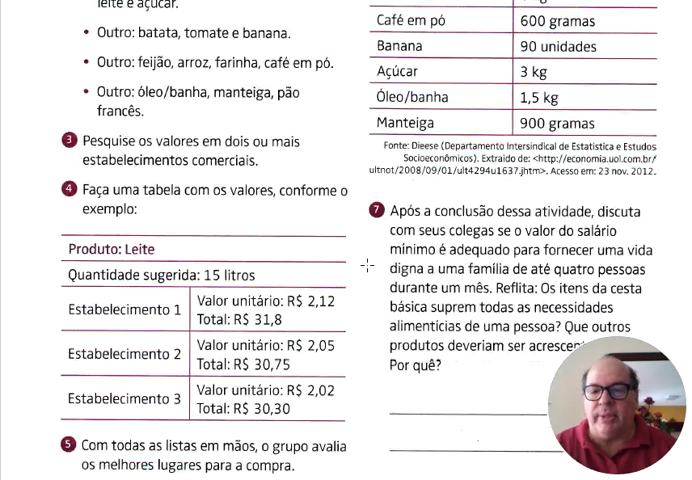 leite e açúcar.
• Outro: batata, tomate e banana.
• Outro: feijão, arroz, farinha, café em pó.
• Outro: óleo/banha, manteiga, pão
francês.
3 Pesquise os valores em dois ou mais
estabelecimentos comerciais.
4 Faça uma tabela com os valores, conforme o
exemplo:
Produto: Leite
Quantidade sugerida: 15 litros
Estabelecimento 1
Valor unitário: R$ 2,12
Total: R$ 31,8
Estabelecimento 2
Valor unitário: R$ 2,05
Total: R$ 30,75
Estabelecimento 3
Valor unitário: R$ 2,02
Total: R$ 30,30
5 Com todas as listas em mãos, o grupo avalia
os melhores lugares para a compra.
Café em pó 600 gramas
Banana 90 unidades
Açúcar 3 kg
Óleo/banha 1,5 kg
Manteiga 900 gramas
Fonte: Dieese (Departamento Intersindical de Estatística e Estudos
Socioeconômicos). Extraído de: <http://economia.uol.com.br/
ultnot/2008/09/01/ult4294u1637.jhtm>. Acesso em: 23 nov. 2012.
7 Após a conclusão dessa atividade, discuta
com seus colegas se o valor do salário
mínimo é adequado para fornecer uma vida
digna a uma família de até quatro pessoas
durante um mês. Reflita: Os itens da cesta
básica suprem todas as necessidades
alimentícias de uma pessoa? Que outros
produtos deveriam ser
Por quê?